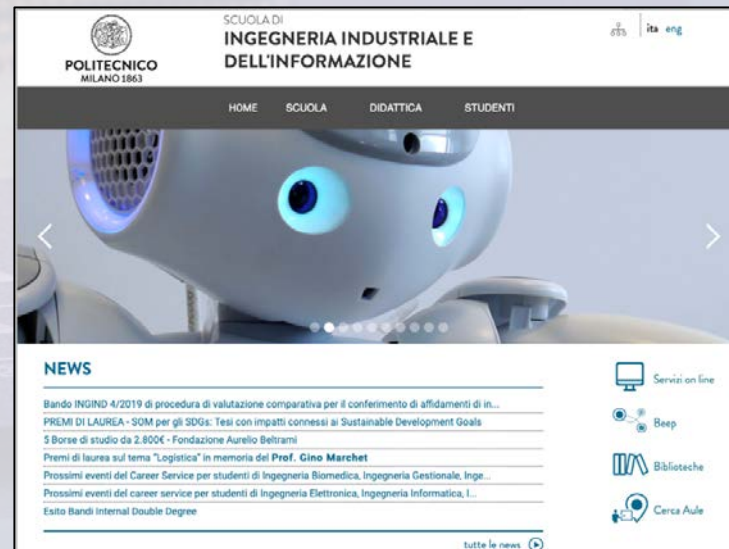 POLITECNICO
MILANO 1863
SCUOLA DI
INGEGNERIA INDUSTRIALE E
DELL'INFORMAZIONE
ita eng
HOME SCUOLA DIDATTICA STUDENTI
NEWS
Bando INGIND 4/2019 di procedura di valutazione comparativa per il conferimento di affidamenti di in...
PREMI DI LAUREA - SOM per gli SDGs: Tesi con impatti connessi ai Sustainable Development Goals
5 Borse di studio da 2.800€ - Fondazione Aurelio Beltrami
Premi di laurea sul tema "Logistica" in memoria del Prof. Gino Marchet
Prossimi eventi del Career Service per studenti di Ingegneria Biomedica, Ingegneria Gestionale, Inge...
Prossimi eventi del career service per studenti di Ingegneria Elettronica, Ingegneria Informatica, I...
Esito Bandi Internal Double Degree
tutte le news
Servizi on line
Beep
Biblioteche
Cerca Aule